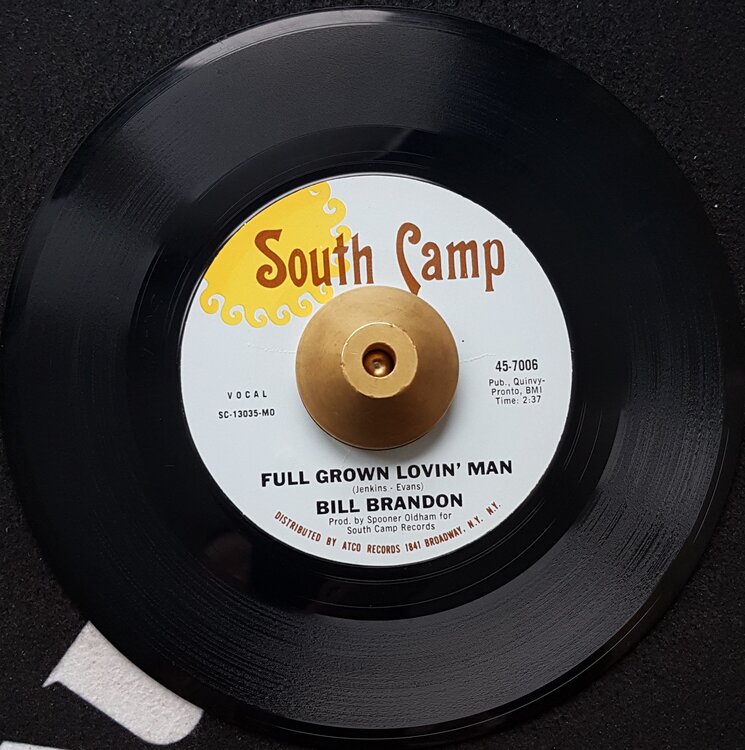 South Camp
45-7006
Pub., Quinvy-
Pronto, BMI
Time: 2:37
VOCAL
SC-13035-MO
FULL GROWN LOVIN' MAN
(Jenkins - Evans)
BILL BRANDON
Prod. by Spooner Oldham for
South Camp Records
DISTRIBUTED BY ATCO RECORDS 1841 BROADWAY, N.Y. N.Y.